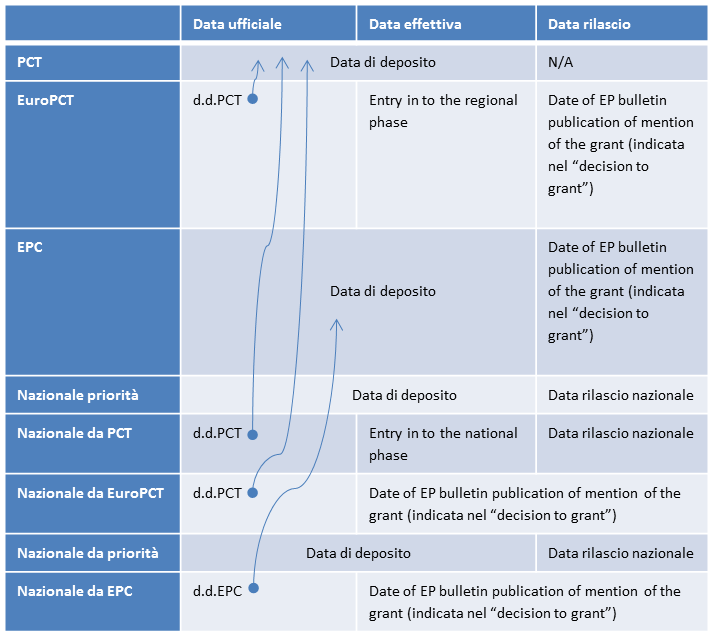 Data ufficiale Data effettiva Data rilascio
PCT Data di deposito N/A
EuroPCT d.d.PCT Entry in to the regional phase Date of EP bulletin publication of mention of the grant (indicata nel “decision to grant”)
EPC Data di deposito Date of EP bulletin publication of mention of the grant (indicata nel “decision to grant”)
Nazionale priorità Data di deposito Data rilascio nazionale
Nazionale da PCT d.d.PCT Entry in to the national phase Data rilascio nazionale
Nazionale da EuroPCT d.d.PCT Date of EP bulletin publication of mention of the grant (indicata nel “decision to grant”)
Nazionale da priorità Data di deposito Data rilascio nazionale
Nazionale da EPC d.d.EPC Date of EP bulletin publication of mention of the grant (indicata nel “decision to grant”)